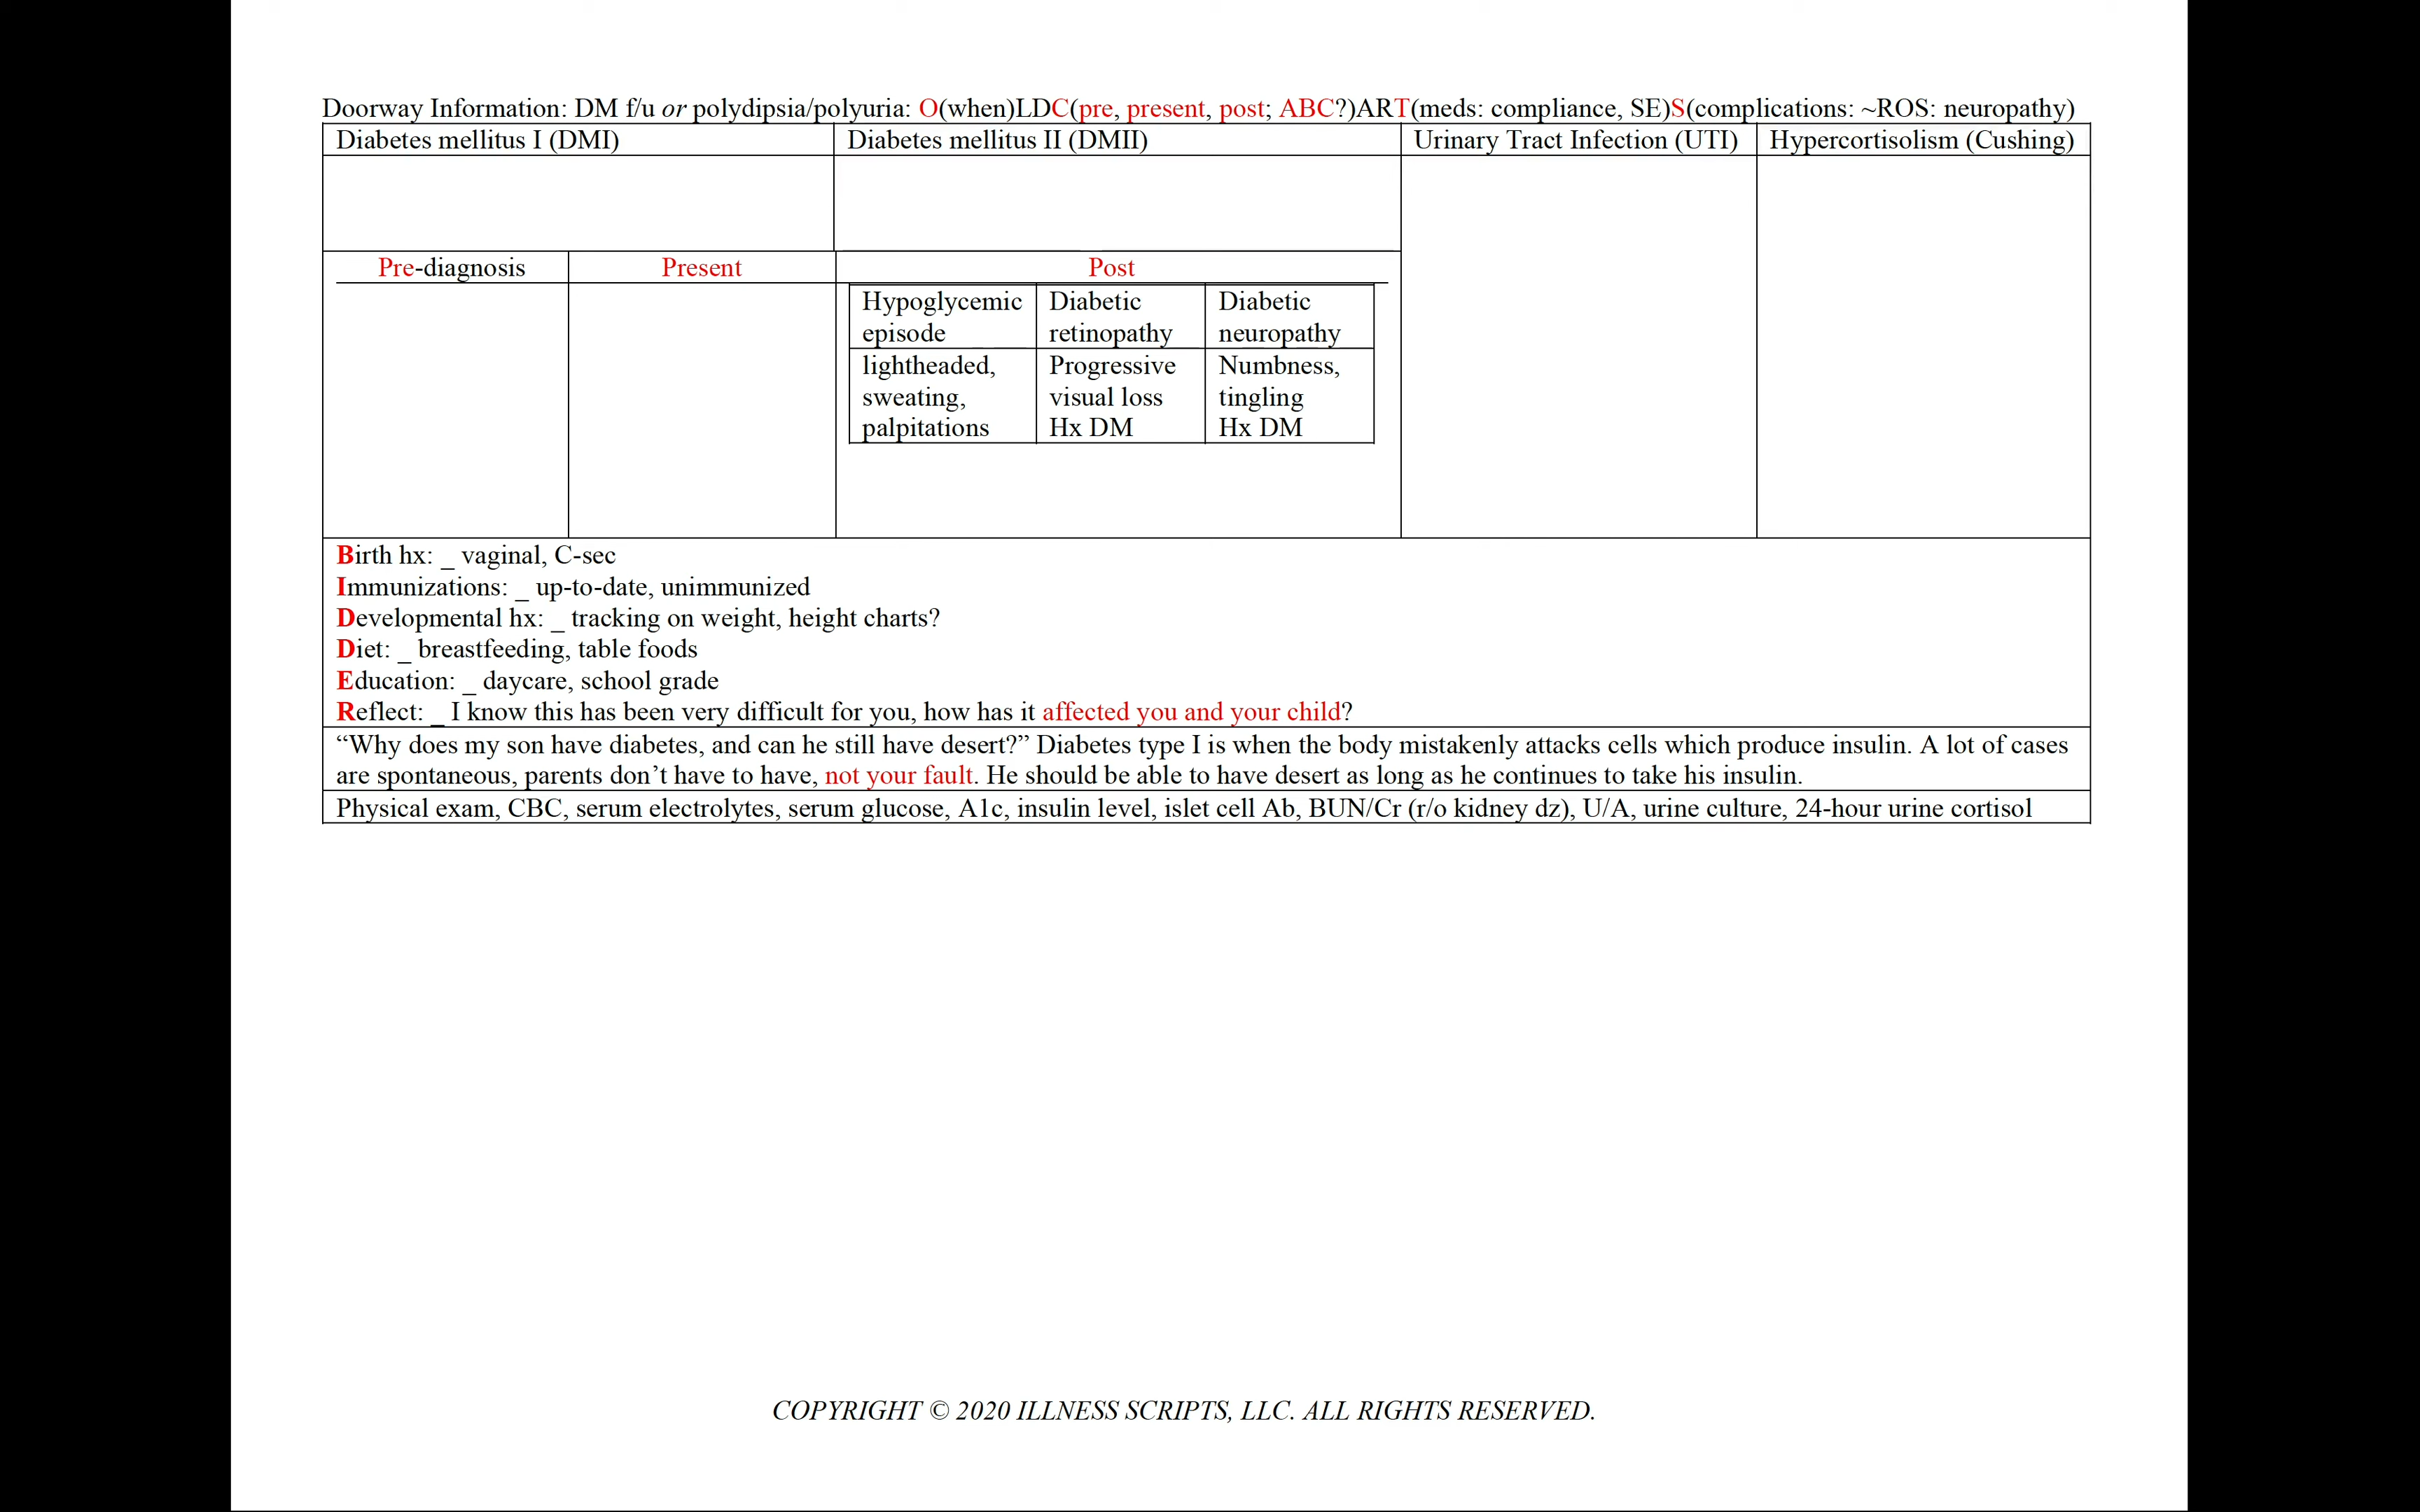 Doorway Information: DM f/u or polydipsia/polyuria: O(when)LDC(pre, present, post; ABC?)ART(meds: compliance, SE)S(complications: ~ROS: neuropathy)
Diabetes mellitus I (DMI)
Diabetes mellitus II (DMII)
Urinary Tract Infection (UTI)
Hypercortisolism (Cushing)
Pre-diagnosis
Present
Post
Hypoglycemic
episode
Diabetic
retinopathy
Diabetic
neuropathy
lightheaded,
sweating,
palpitations
Progressive
visual loss
Hx DM
Numbness,
tingling
Hx DM
Birth hx: _ vaginal, C-sec
Immunizations: _ up-to-date, unimmunized
Developmental hx: _ tracking on weight, height charts?
Diet: _ breastfeeding, table foods
Education: _ daycare, school grade
Reflect: _ I know this has been very difficult for you, how has it affected you and your child?
“Why does my son have diabetes, and can he still have desert?” Diabetes type I is when the body mistakenly attacks cells which produce insulin. A lot of cases
are spontaneous, parents don’t have to have, not your fault. He should be able to have desert as long as he continues to take his insulin.
Physical exam, CBC, serum electrolytes, serum glucose, A1c, insulin level, islet cell Ab, BUN/Cr (r/o kidney dz), U/A, urine culture, 24-hour urine cortisol
COPYRIGHT © 2020 ILLNESS SCRIPTS, LLC. ALL RIGHTS RESERVED.